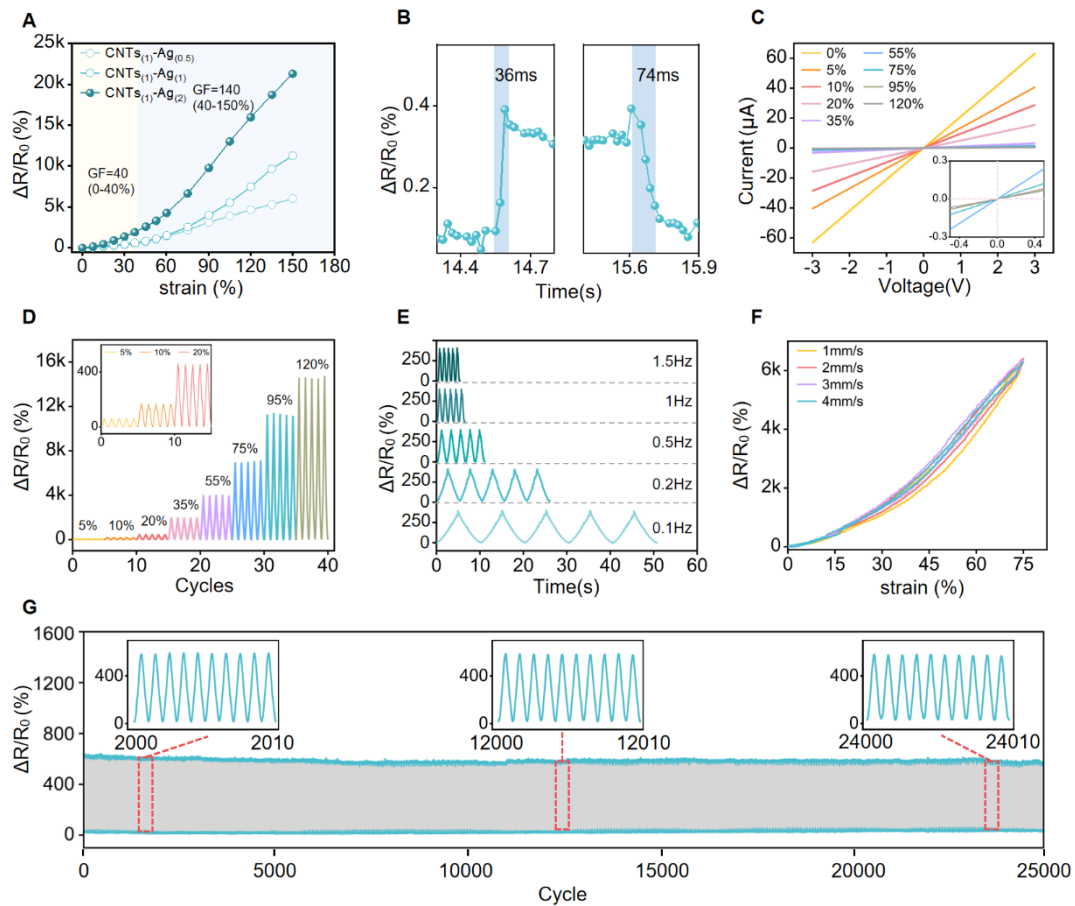 A
ΔR/R₀ (%)
25k
20k
15k
10k
5k
0
CNTs₍₁₎-Ag₍₀.₅₎
CNTs₍₁₎-Ag₍₁₎
CNTs₍₁₎-Ag₍₂₎
GF=140
(40-150%)
GF=40
(0-40%)
0 30 60 90 120 150 180
strain (%)
B
ΔR/R₀ (%)
0.4
0.2
36ms
74ms
14.4 14.7 15.6 15.9
Time(s)
C
Current (μA)
60
40
20
0
-20
-40
-60
0% 55%
5% 75%
10% 95%
20% 120%
35%
0.3
0.0
-0.3
-0.4 0.0 0.4
-3 -2 -1 0 1 2 3
Voltage(V)
D
ΔR/R₀ (%)
16k
12k
8k
4k
0
5% 10% 20%
400
0
0 10
5%
10%
20%
35%
55%
75%
95%
120%
0 10 20 30 40
Cycles
E
ΔR/R₀ (%)
250
0
1.5Hz
250
0
1Hz
250
0
0.5Hz
250
0
0.2Hz
250
0
0.1Hz
0 10 20 30 40 50 60
Time(s)
F
ΔR/R₀ (%)
6k
4k
2k
0
1mm/s
2mm/s
3mm/s
4mm/s
0 15 30 45 60 75
strain (%)
G
ΔR/R₀ (%)
1600
1200
800
400
0
400
0
2000 2010
400
0
12000 12010
400
0
24000 24010
0 5000 10000 15000 20000 25000
Cycle